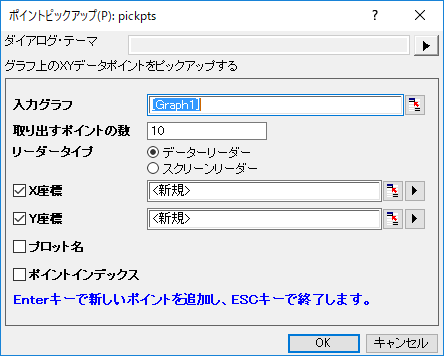 ポイントピックアップ(P): pickpts
ダイアログ・テーマ
グラフ上のXYデータポイントをピックアップする
入力グラフ [Graph1]
取り出すポイントの数 10
リーダータイプ データーリーダー
スクリーンリーダー
X座標 <新規>
Y座標 <新規>
プロット名
ポイントインデックス
Enterキーで新しいポイントを追加し、ESCキーで終了します。
OK キャンセル